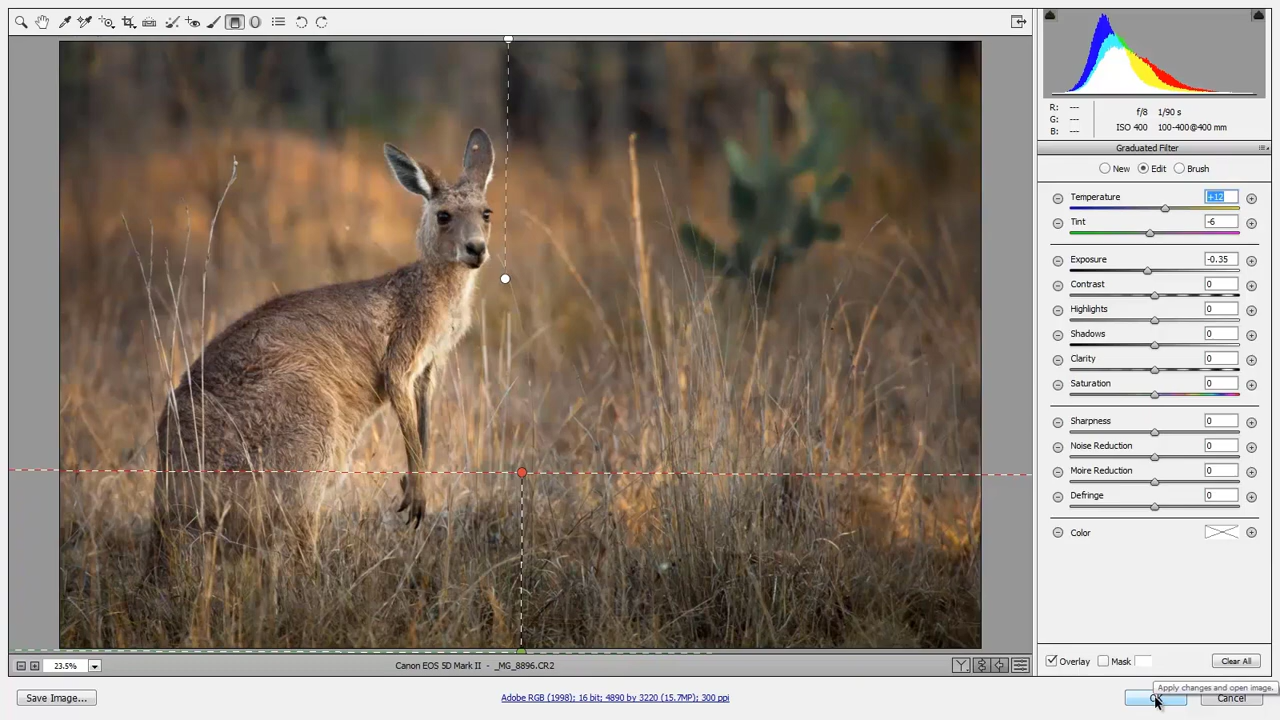 R: ---
G: ---
B: ---
f/8 1/90 s
ISO 400 100-400@400 mm
Graduated Filter
New Edit Brush
Temperature +12
Tint -6
Exposure -0.35
Contrast 0
Highlights 0
Shadows 0
Clarity 0
Saturation 0
Sharpness 0
Noise Reduction 0
Moire Reduction 0
Defringe 0
Color
Overlay Mask Clear All
23.5% Canon EOS 5D Mark II - _MG_8896.CR2 Y
Apply changes and open image.
Save Image... Adobe RGB (1998); 16 bit; 4890 by 3220 (15.7MP); 300 ppi Cancel